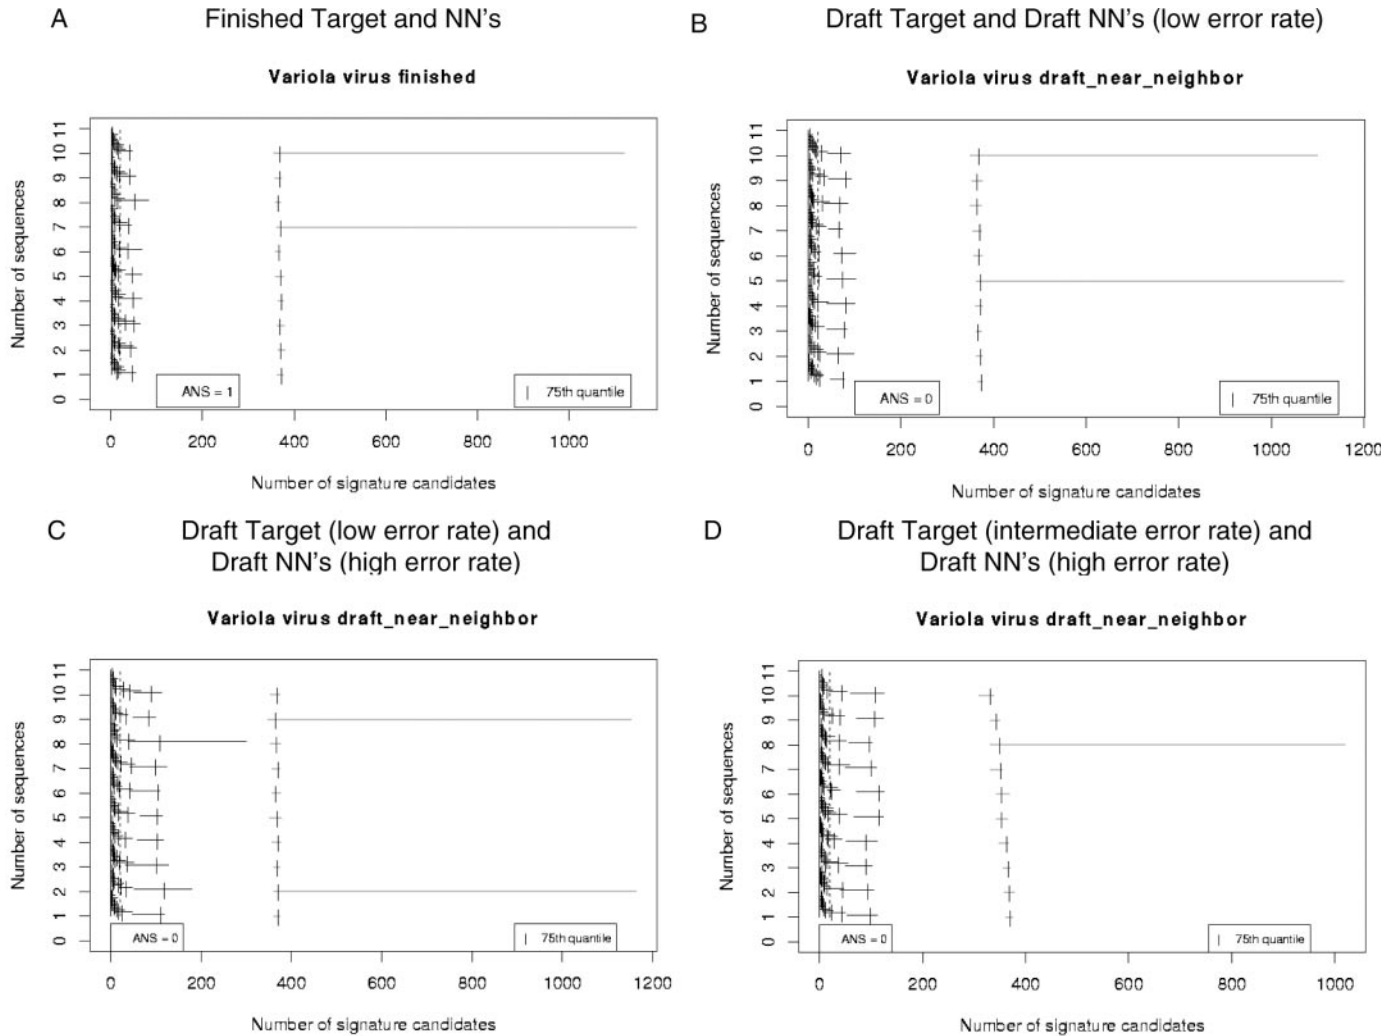 A
Finished Target and NN's
Variola virus finished
Number of sequences
11
10
9
8
7
6
5
4
3
2
1
0
ANS = 1
75th quantile
0 200 400 600 800 1000
Number of signature candidates
B
Draft Target and Draft NN's (low error rate)
Variola virus draft_near_neighbor
Number of sequences
11
10
9
8
7
6
5
4
3
2
1
0
ANS = 0
75th quantile
0 200 400 600 800 1000 1200
Number of signature candidates
C
Draft Target (low error rate) and
Draft NN's (high error rate)
Variola virus draft_near_neighbor
Number of sequences
11
10
9
8
7
6
5
4
3
2
1
0
ANS = 0
75th quantile
0 200 400 600 800 1000 1200
Number of signature candidates
D
Draft Target (intermediate error rate) and
Draft NN's (high error rate)
Variola virus draft_near_neighbor
Number of sequences
11
10
9
8
7
6
5
4
3
2
1
0
ANS = 0
75th quantile
0 200 400 600 800 1000
Number of signature candidates